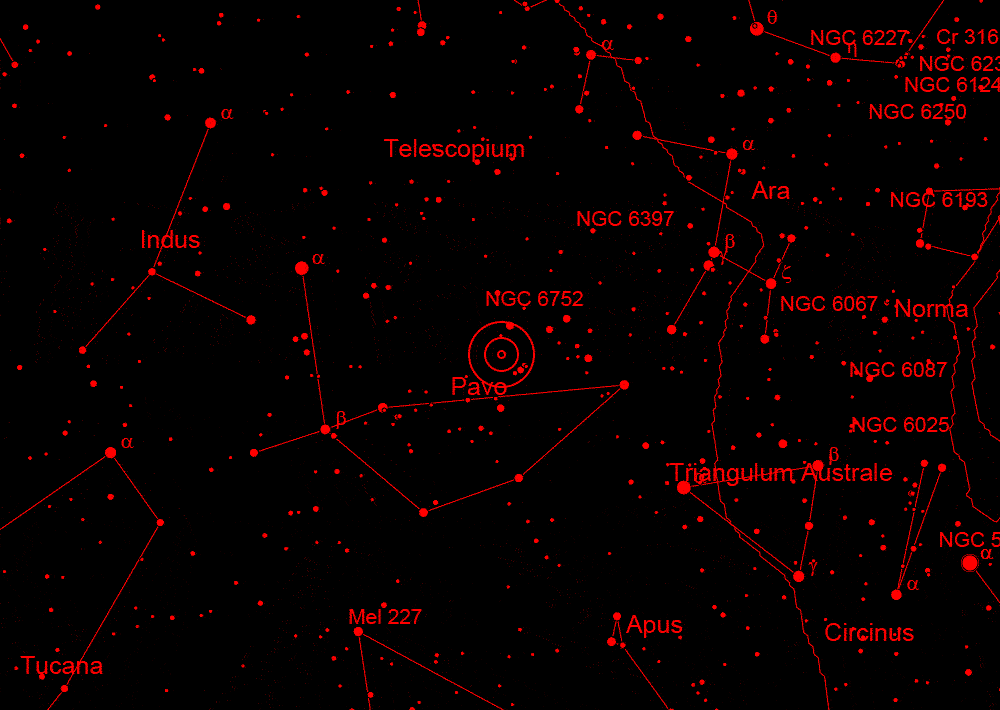 θ
NGC 6227
η
Cr 316
α
NGC 623
NGC 6124
NGC 6250
α
Telescopium
α
Ara
NGC 6193
NGC 6397
Indus
β
α
ζ
NGC 6752
NGC 6067
Norma
NGC 6087
Pavo
β
NGC 6025
α
β
Triangulum Australe
α
NGC 5
α
γ
α
Mel 227
Apus
Circinus
Tucana